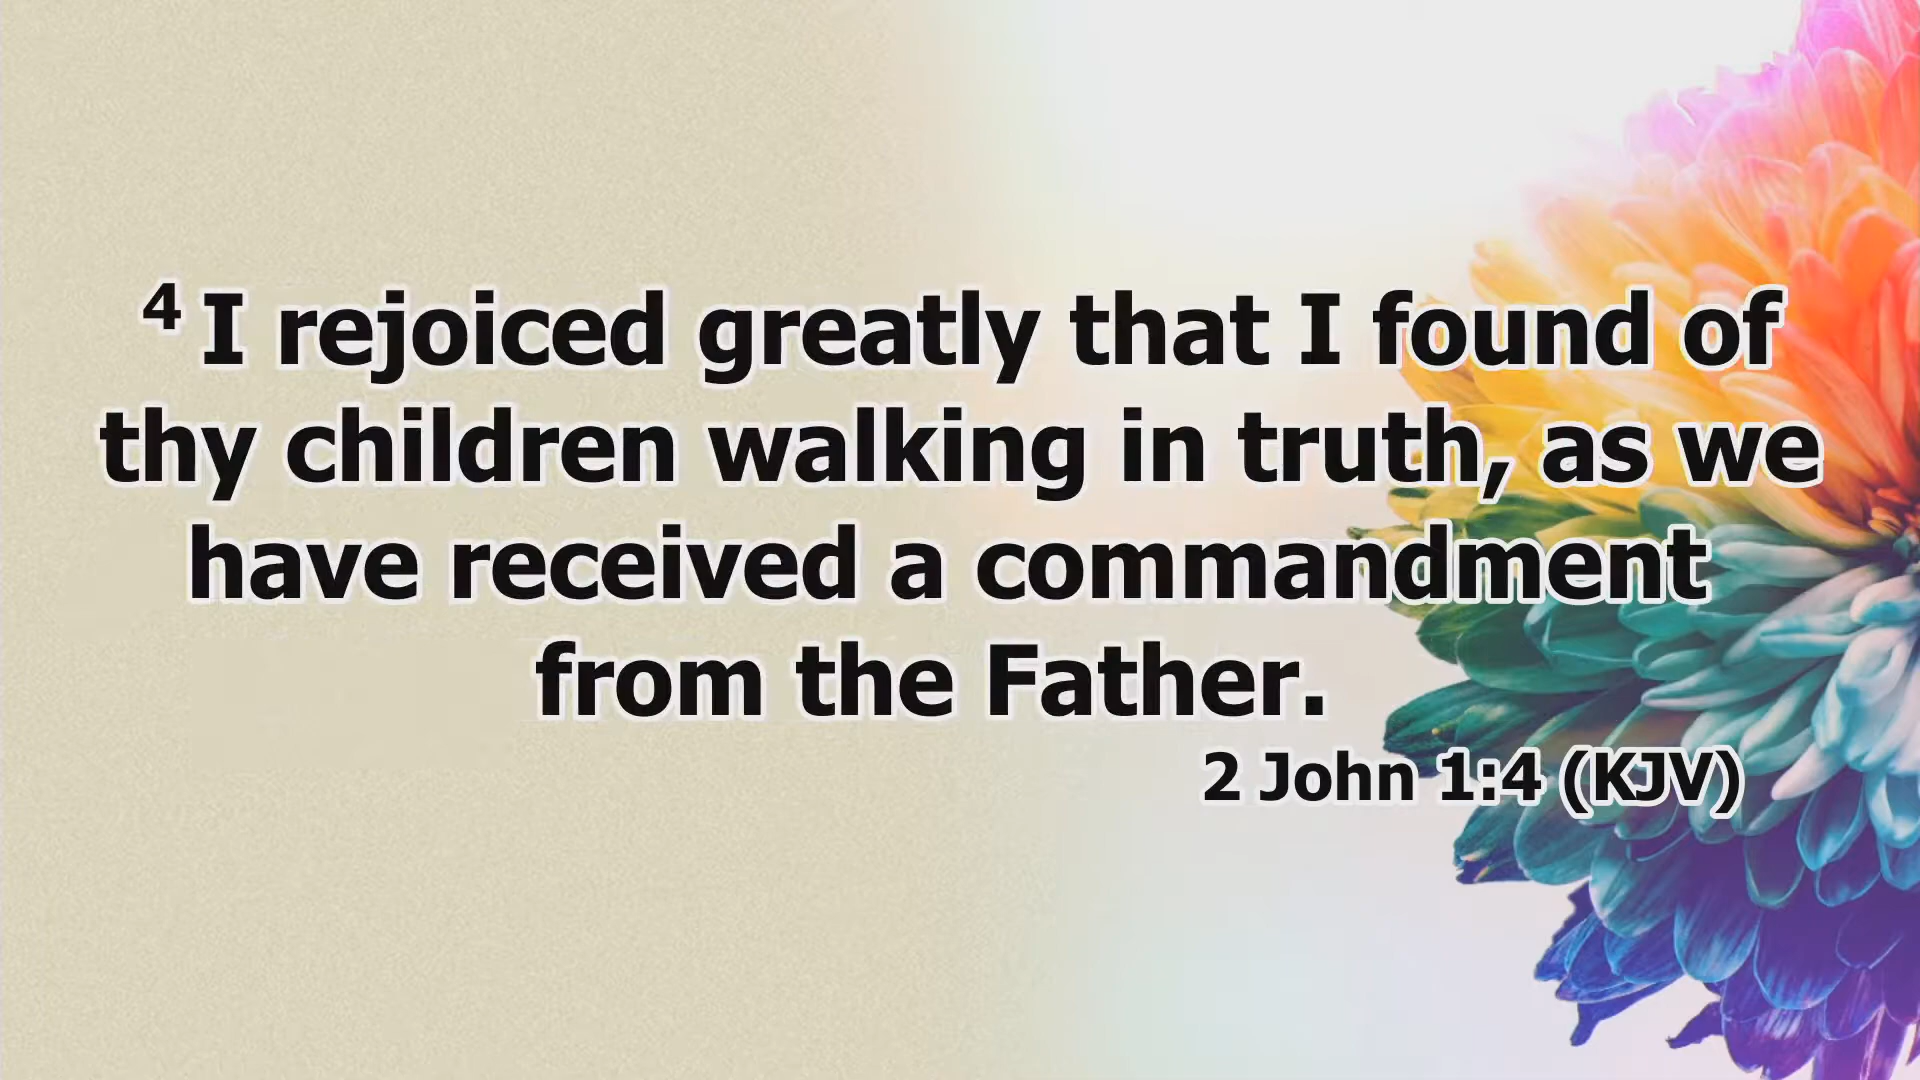 4 I rejoiced greatly that I found of
thy children walking in truth, as we
have received a commandment
from the Father.
2 John 1:4 (KJV)